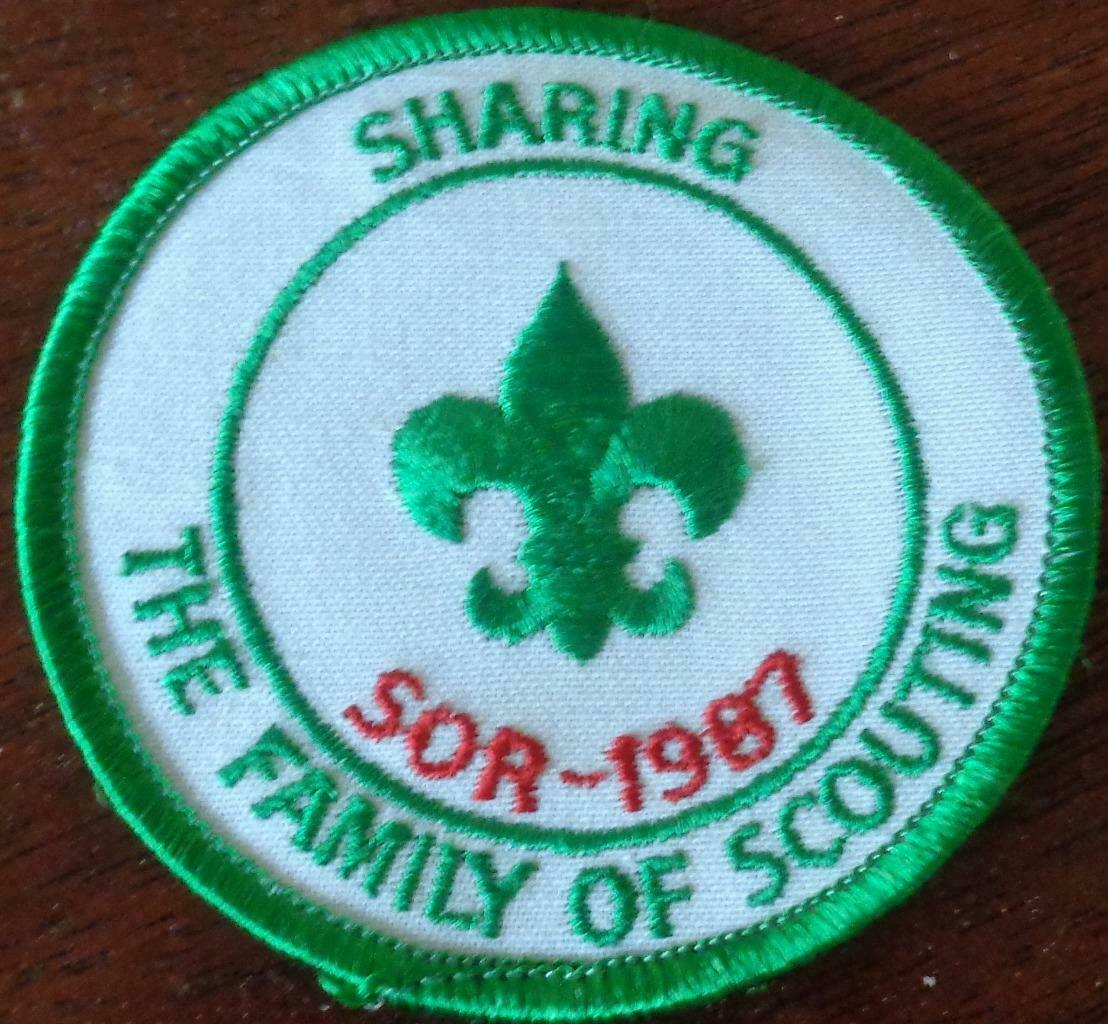 SHARING
SOR-1987
THE FAMILY OF SCOUTING